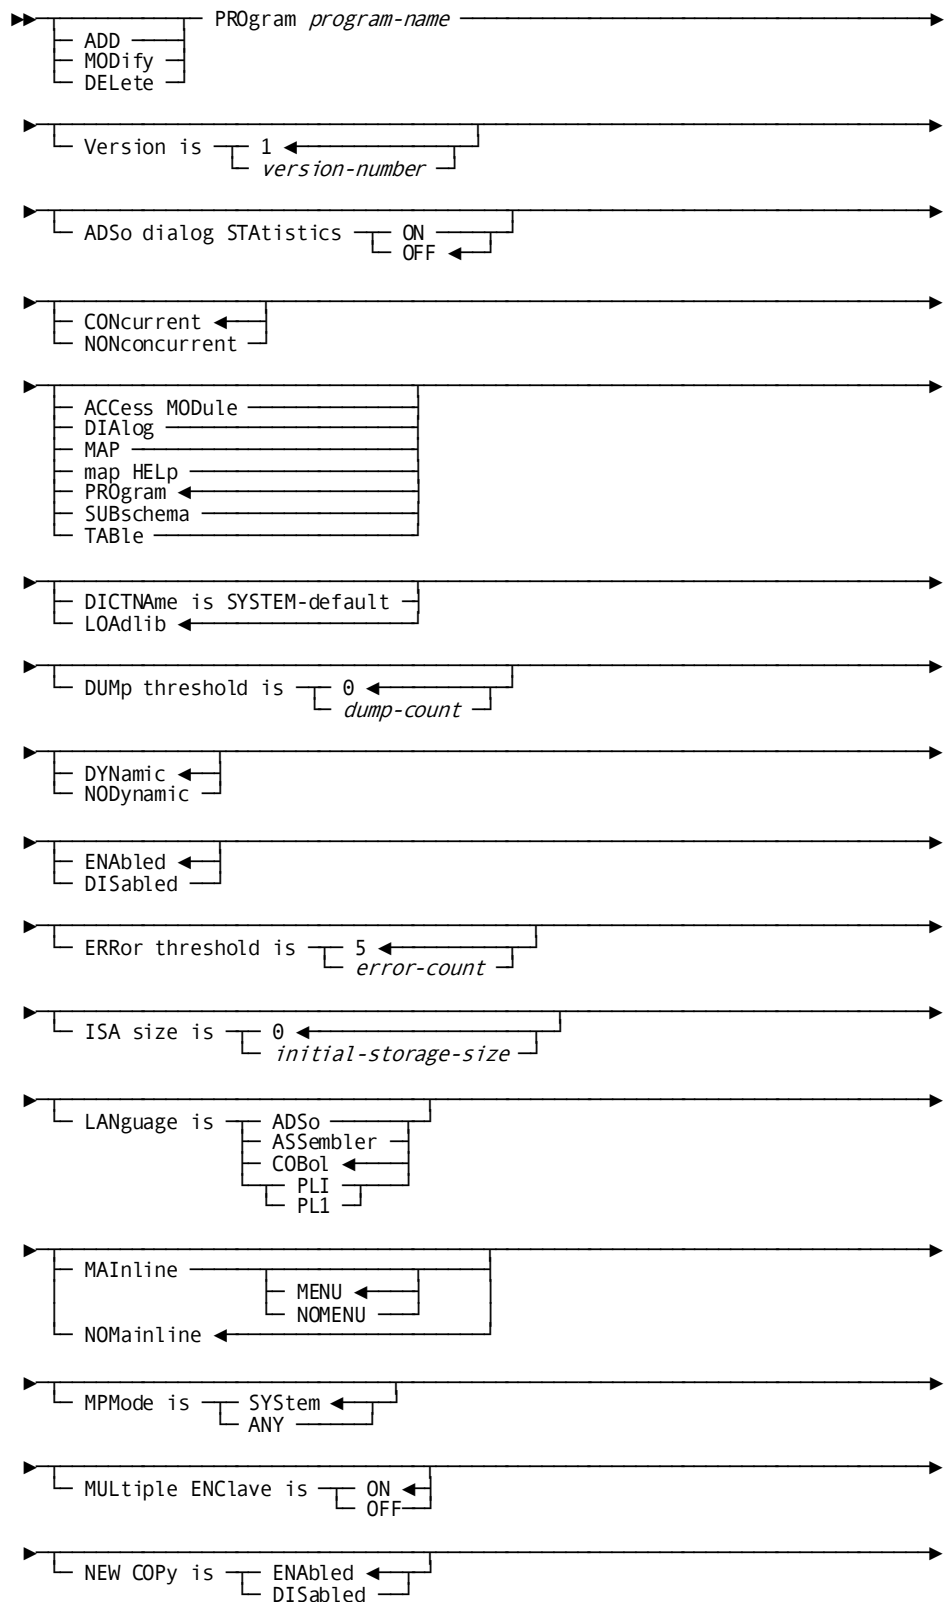 PROgram program-name
ADD
MODify
DELete
Version is 1
version-number
ADSo dialog STAtistics ON
OFF
CONcurrent
NONconcurrent
ACCess MODule
DIAlog
MAP
map HELp
PROgram
SUBschema
TABle
DICTNAme is SYSTEM-default
LOAdlib
DUMp threshold is 0
dump-count
DYNamic
NODynamic
ENAbled
DISabled
ERRor threshold is 5
error-count
ISA size is 0
initial-storage-size
LANguage is ADSo
ASSembler
COBol
PLI
PL1
MAInline
MENU
NOMENU
NOMainline
MPMode is SYStem
ANY
MULtiple ENClave is ON
OFF
NEW COPy is ENAbled
DISabled